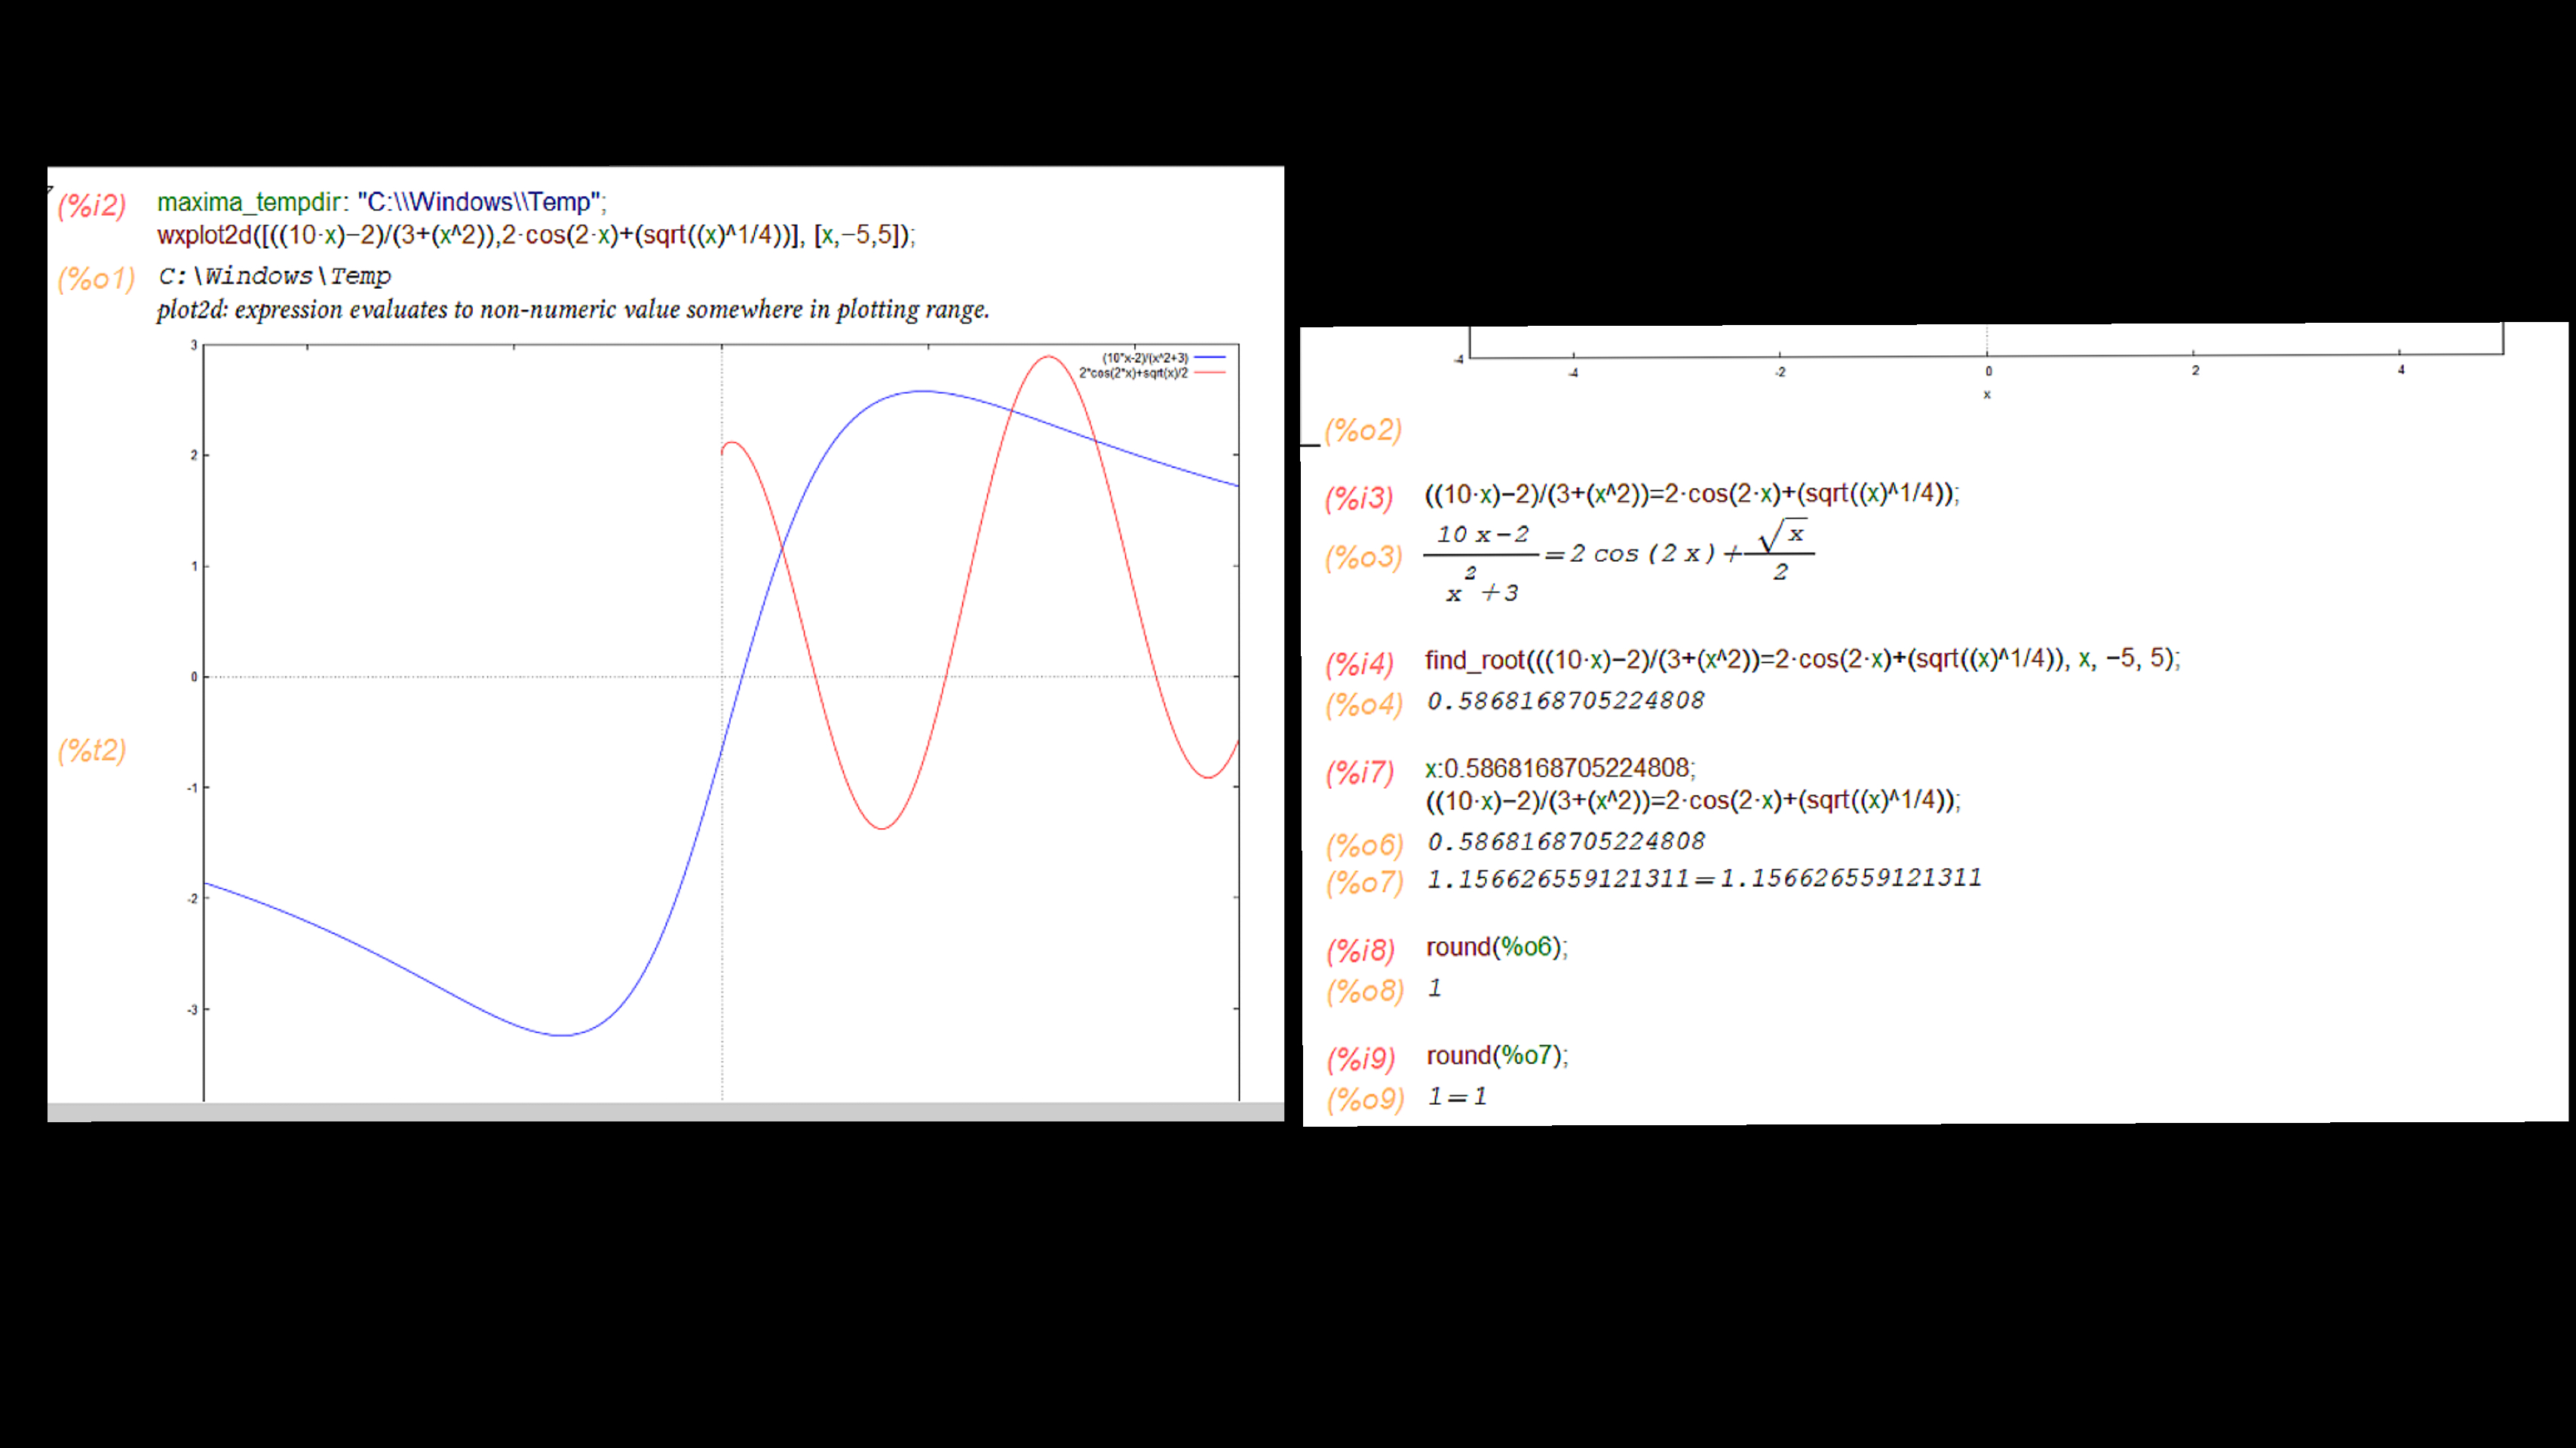 (%i2) maxima_tempdir: "C:\\Windows\\Temp";
wxplot2d([((10·x)−2)/(3+(x^2)),2·cos(2·x)+(sqrt((x)^1/4))], [x,−5,5]);
(%o1) C:\Windows\Temp
plot2d: expression evaluates to non-numeric value somewhere in plotting range.
3
(10*x-2)/(x^2+3)
2*cos(2*x)+sqrt(x)/2
2
1
0
(%t2)
-1
-2
-3
-4
-4 -2 0 2 4
x
(%o2)
(%i3) ((10·x)−2)/(3+(x^2))=2·cos(2·x)+(sqrt((x)^1/4));
(%o3) 10 x−2
x 2 +3
=2 cos (2 x)+ √x
2
(%i4) find_root(((10·x)−2)/(3+(x^2))=2·cos(2·x)+(sqrt((x)^1/4)), x, −5, 5);
(%o4) 0.5868168705224808
(%i7) x:0.5868168705224808;
((10·x)−2)/(3+(x^2))=2·cos(2·x)+(sqrt((x)^1/4));
(%o6) 0.5868168705224808
(%o7) 1.156626559121311=1.156626559121311
(%i8) round(%o6);
(%o8) 1
(%i9) round(%o7);
(%o9) 1=1